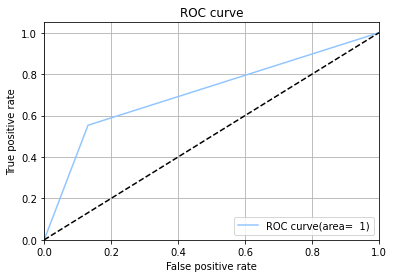 ROC curve
True positive rate
1.0
0.8
0.6
0.4
0.2
0.0
0.0 0.2 0.4 0.6 0.8 1.0
False positive rate
ROC curve(area=  1)